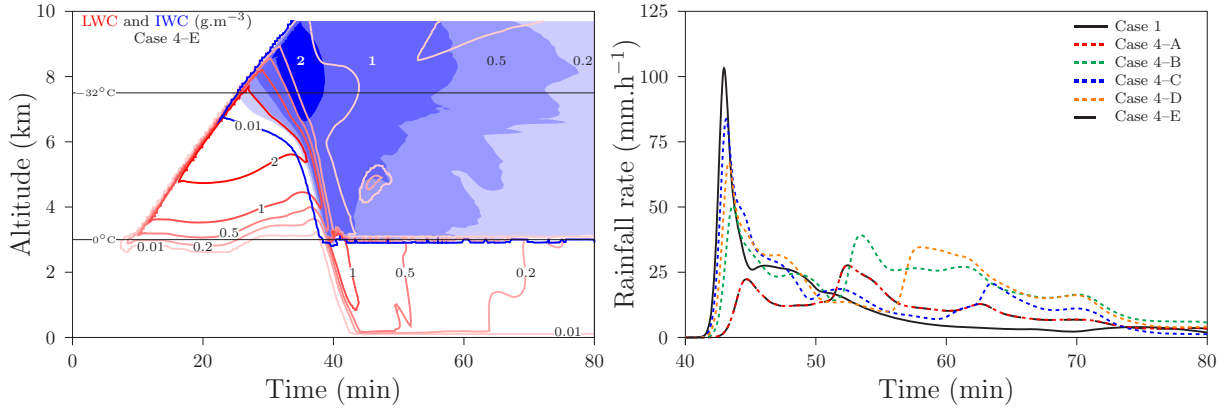 10
8
6
4
2
0
Altitude (km)
LWC and IWC (g.m⁻³)
Case 4–E
−32°C
0°C
2
1
0.5
0.2
0.01
2
1
0.5
0.2
0.01
1
0.5
0.2
0.01
0
20
40
60
80
Time (min)
125
100
75
50
25
0
Rainfall rate (mm.h⁻¹)
Case 1
Case 4–A
Case 4–B
Case 4–C
Case 4–D
Case 4–E
40
50
60
70
80
Time (min)